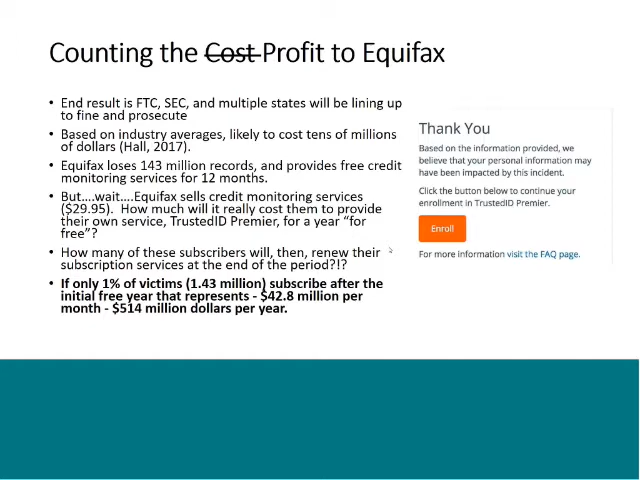 Counting the Cost Profit to Equifax
• End result is FTC, SEC, and multiple states will be lining up
to fine and prosecute
• Based on industry averages, likely to cost tens of millions
of dollars (Hall, 2017).
• Equifax loses 143 million records, and provides free credit
monitoring services for 12 months.
• But....wait....Equifax sells credit monitoring services
($29.95). How much will it really cost them to provide
their own service, TrustedID Premier, for a year “for
free”?
• How many of these subscribers will, then, renew their
subscription services at the end of the period?!?
• If only 1% of victims (1.43 million) subscribe after the
initial free year that represents - $42.8 million per
month - $514 million dollars per year.
Thank You
Based on the information provided, we
believe that your personal information may
have been impacted by this incident.
Click the button below to continue your
enrollment in TrustedID Premier.
Enroll
For more information visit the FAQ page.